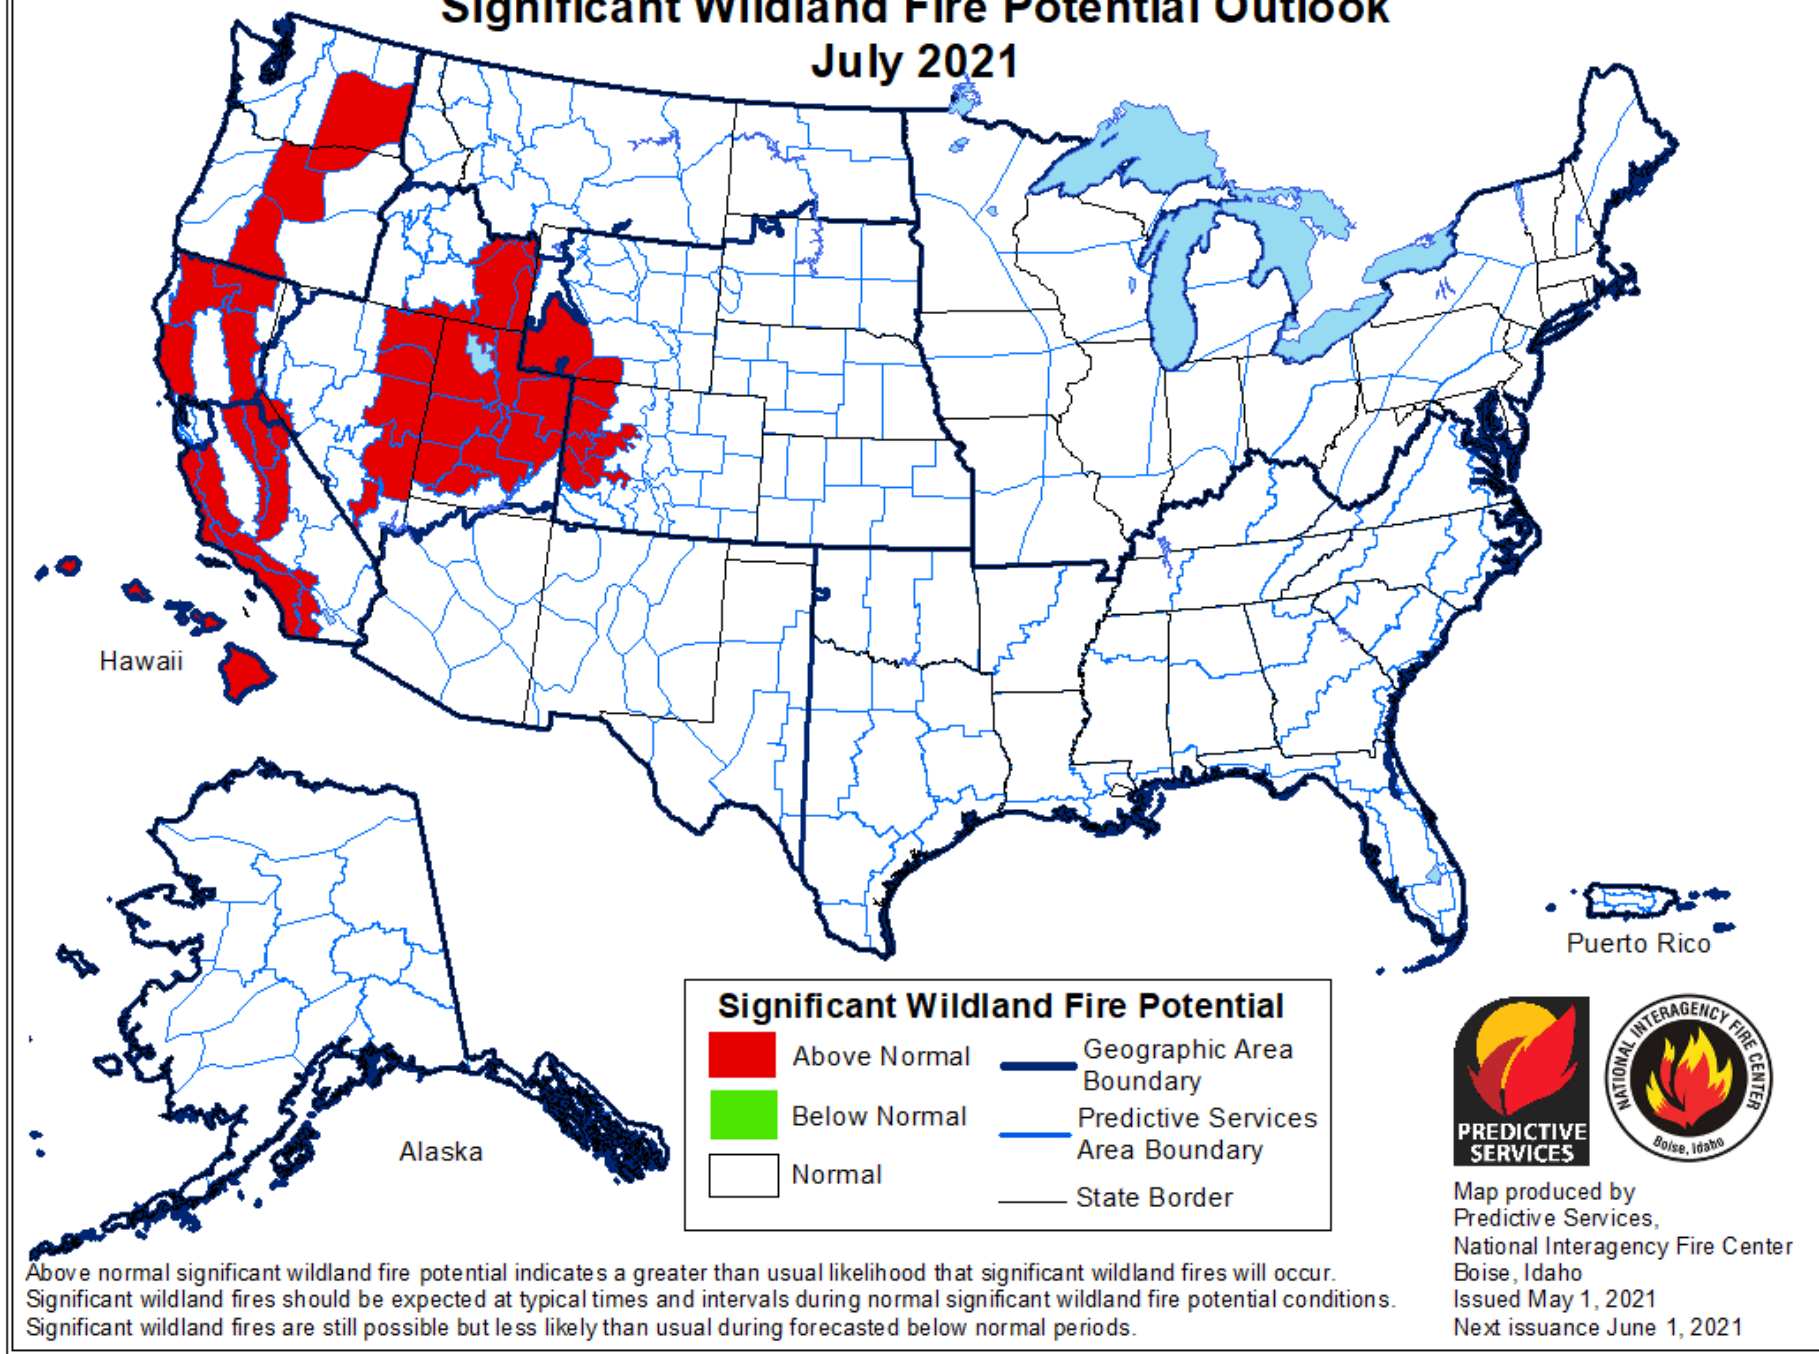 Significant Wildland Fire Potential Outlook
July 2021
Hawaii
Alaska
Puerto Rico
Significant Wildland Fire Potential
Above Normal
Below Normal
Normal
Geographic Area
Boundary
Predictive Services
Area Boundary
State Border
PREDICTIVE
SERVICES
NATIONAL INTERAGENCY FIRE CENTER
Boise, Idaho
Map produced by
Predictive Services,
National Interagency Fire Center
Boise, Idaho
Issued May 1, 2021
Next issuance June 1, 2021
Above normal significant wildland fire potential indicates a greater than usual likelihood that significant wildland fires will occur.
Significant wildland fires should be expected at typical times and intervals during normal significant wildland fire potential conditions.
Significant wildland fires are still possible but less likely than usual during forecasted below normal periods.